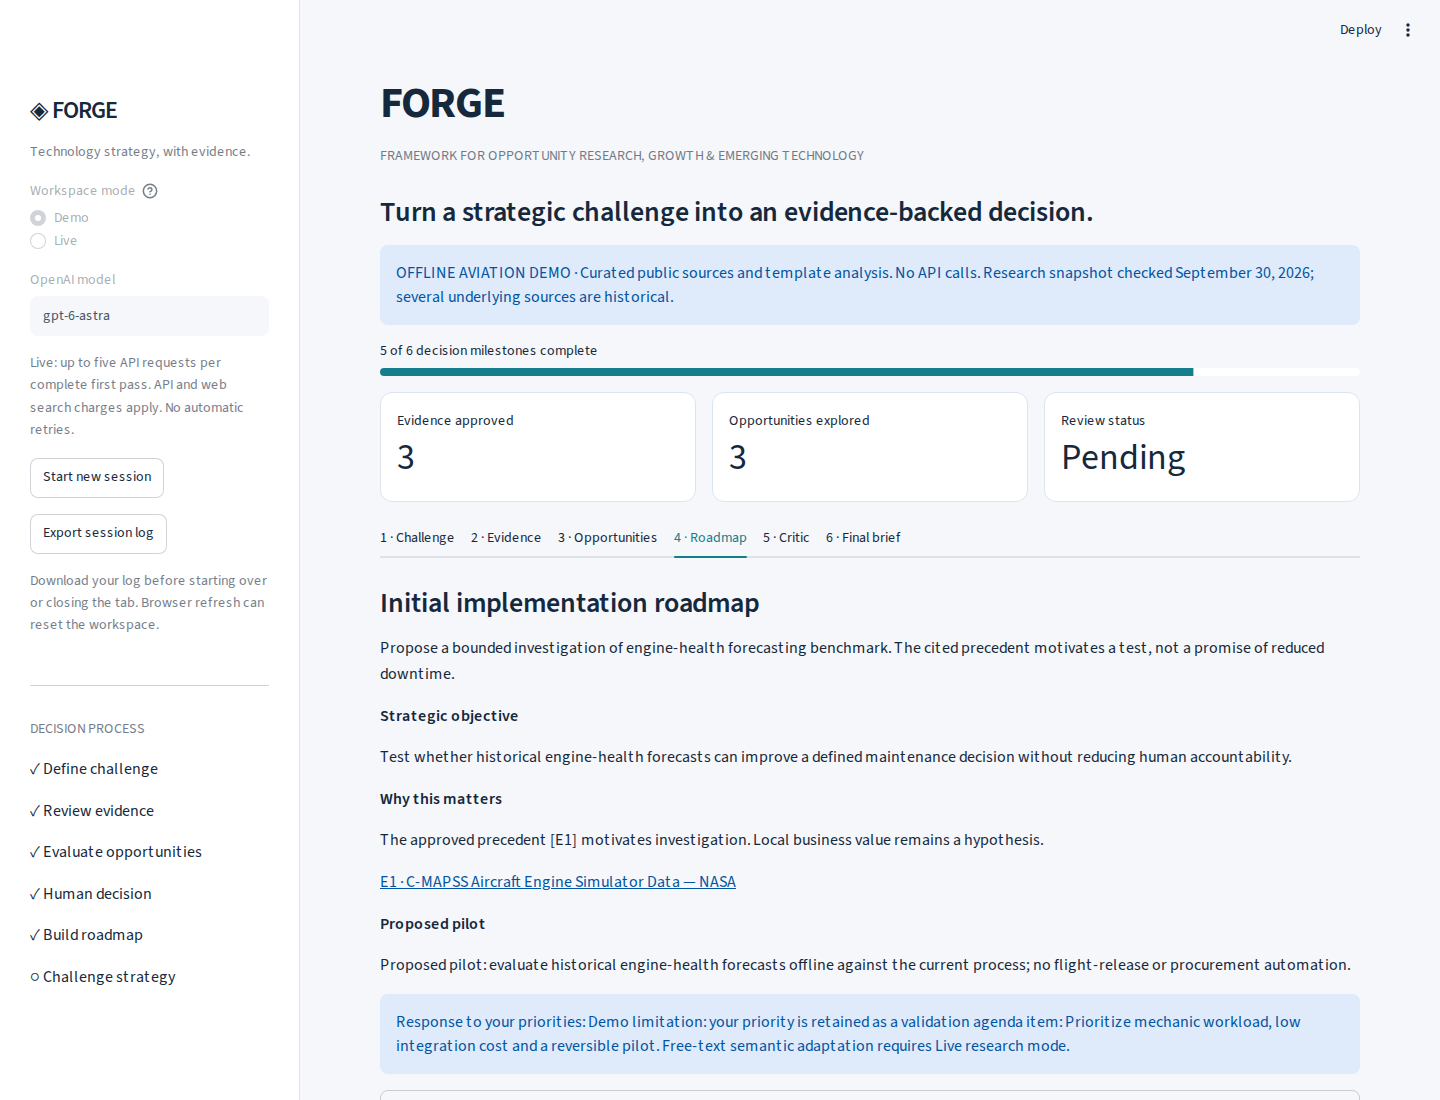 Deploy
◈ FORGE
Technology strategy, with evidence.
Workspace mode
Demo
Live
OpenAI model
gpt-6-astra
Live: up to five API requests per
complete first pass. API and web
search charges apply. No automatic
retries.
Start new session
Export session log
Download your log before starting over
or closing the tab. Browser refresh can
reset the workspace.
DECISION PROCESS
✓ Define challenge
✓ Review evidence
✓ Evaluate opportunities
✓ Human decision
✓ Build roadmap
○ Challenge strategy
FORGE
FRAMEWORK FOR OPPORTUNITY RESEARCH, GROWTH & EMERGING TECHNOLOGY
Turn a strategic challenge into an evidence-backed decision.
OFFLINE AVIATION DEMO · Curated public sources and template analysis. No API calls. Research snapshot checked September 30, 2026;
several underlying sources are historical.
5 of 6 decision milestones complete
Evidence approved
3
Opportunities explored
3
Review status
Pending
1 · Challenge
2 · Evidence
3 · Opportunities
4 · Roadmap
5 · Critic
6 · Final brief
Initial implementation roadmap
Propose a bounded investigation of engine-health forecasting benchmark. The cited precedent motivates a test, not a promise of reduced
downtime.
Strategic objective
Test whether historical engine-health forecasts can improve a defined maintenance decision without reducing human accountability.
Why this matters
The approved precedent [E1] motivates investigation. Local business value remains a hypothesis.
E1 · C-MAPSS Aircraft Engine Simulator Data — NASA
Proposed pilot
Proposed pilot: evaluate historical engine-health forecasts offline against the current process; no flight-release or procurement automation.
Response to your priorities: Demo limitation: your priority is retained as a validation agenda item: Prioritize mechanic workload, low
integration cost and a reversible pilot. Free-text semantic adaptation requires Live research mode.